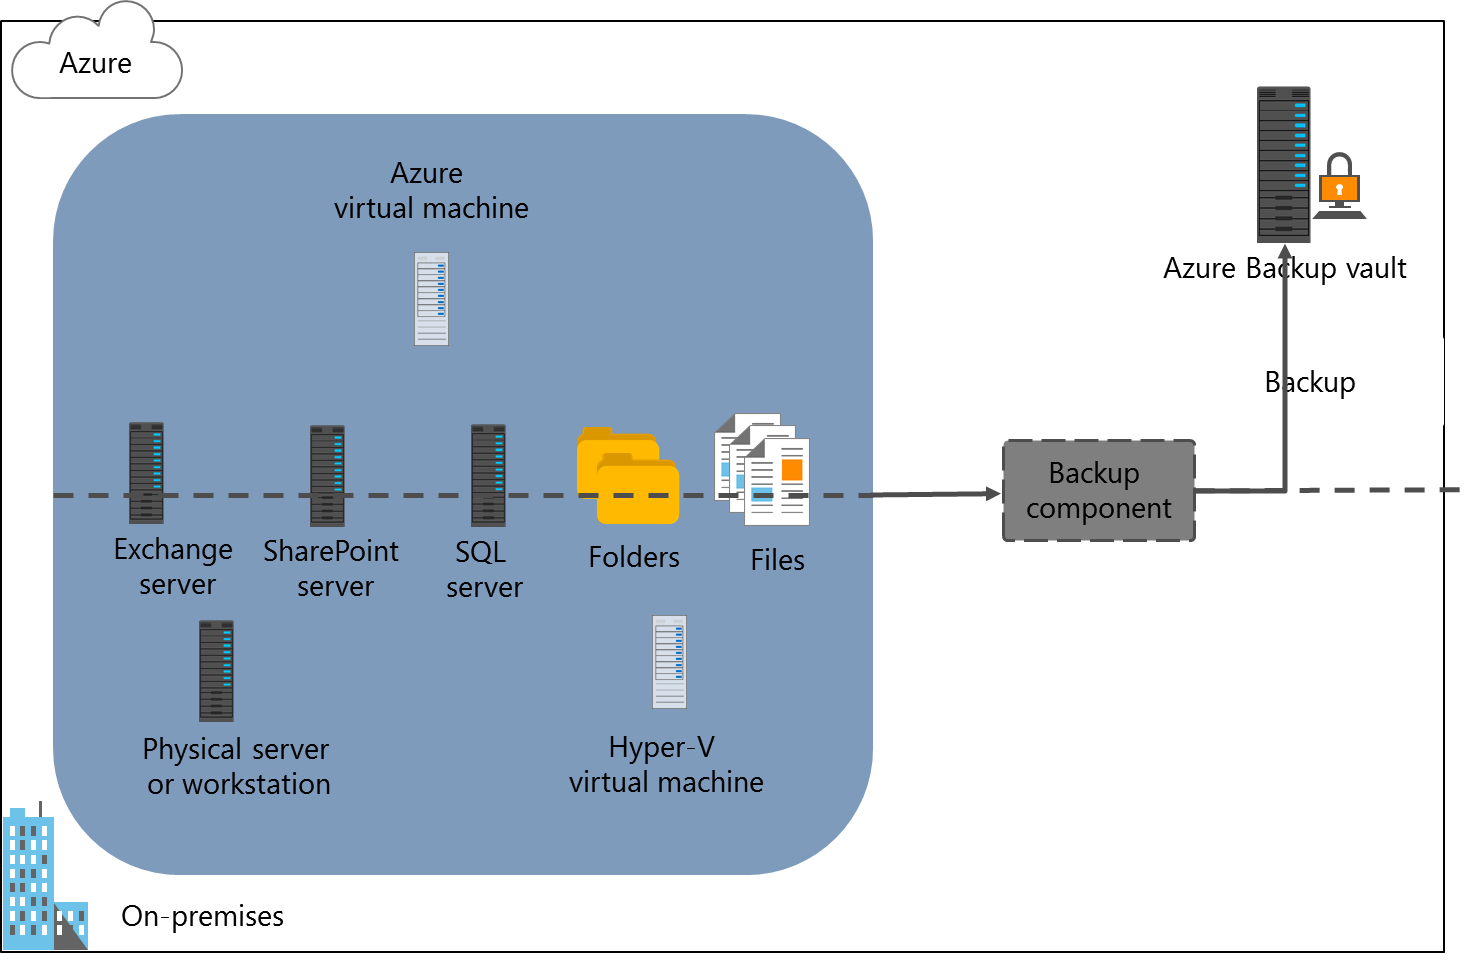 Azure
Azure
virtual machine
Azure Backup vault
Backup
Backup
component
Exchange
server
SharePoint
server
SQL
server
Folders
Files
Physical server
or workstation
Hyper-V
virtual machine
On-premises